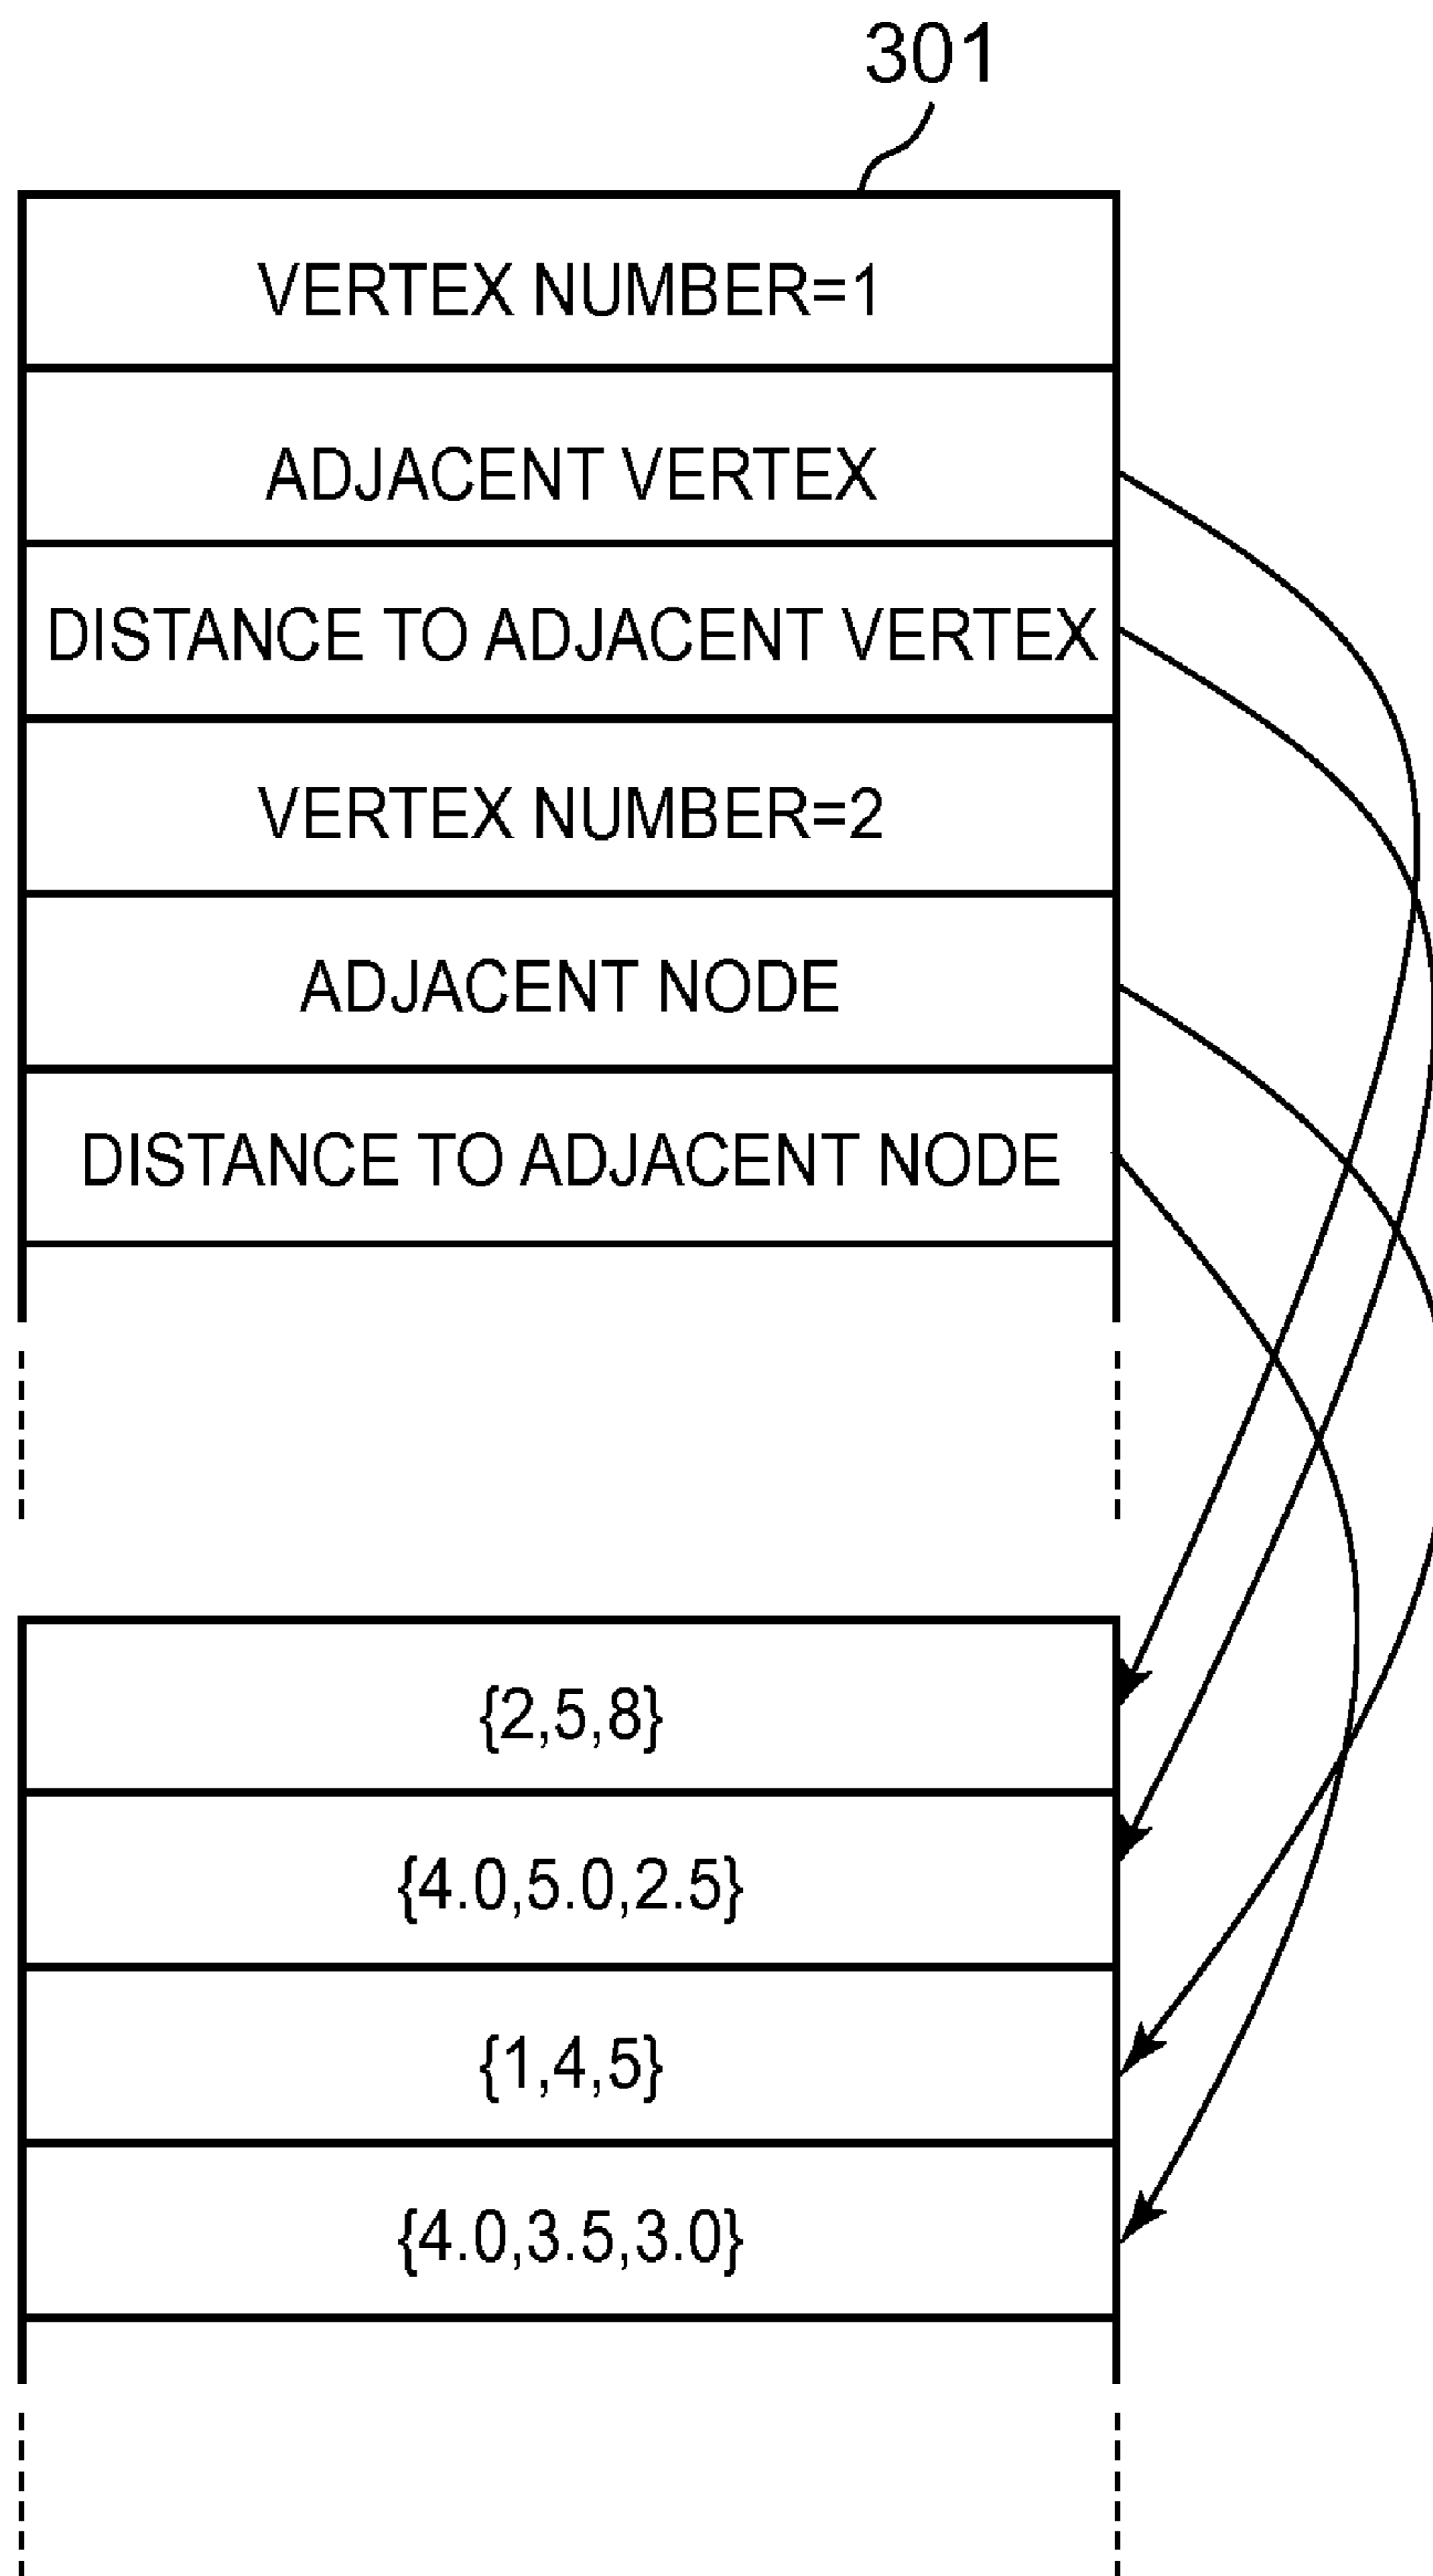 301
VERTEX NUMBER=1
ADJACENT VERTEX
DISTANCE TO ADJACENT VERTEX
VERTEX NUMBER=2
ADJACENT NODE
DISTANCE TO ADJACENT NODE
{2,5,8}
{4.0,5.0,2.5}
{1,4,5}
{4.0,3.5,3.0}